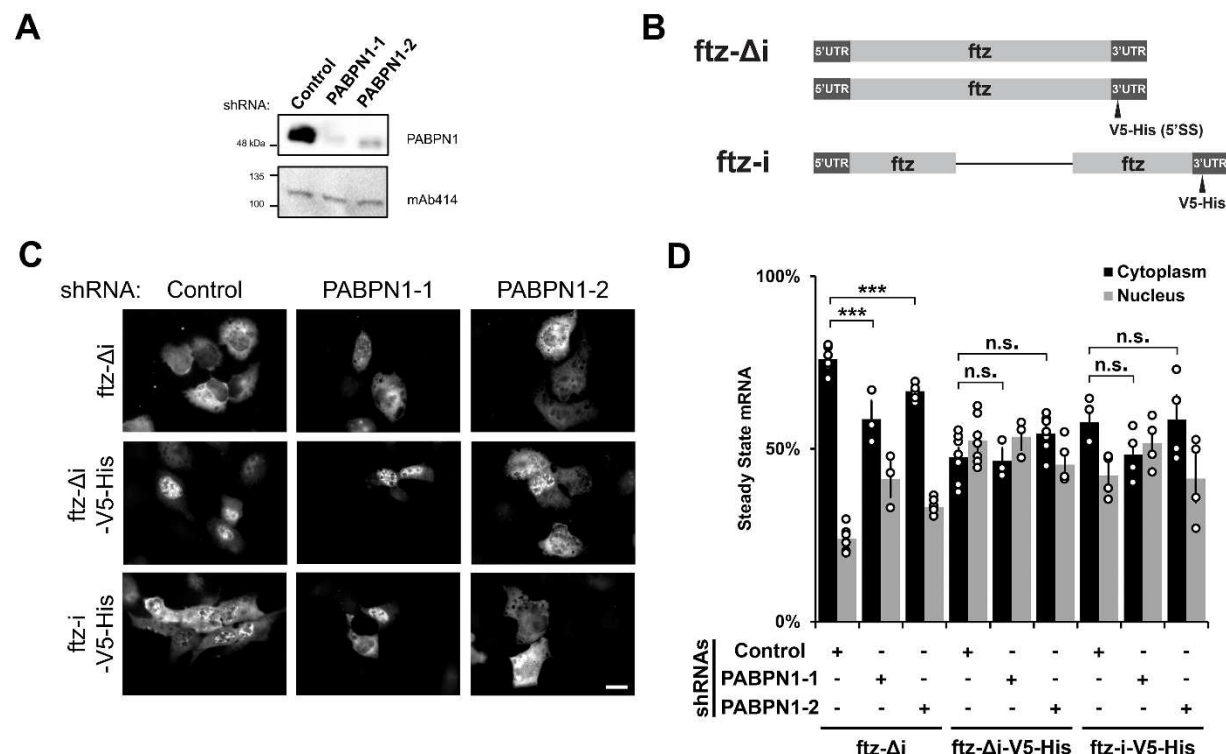 A
shRNA:
Control
PABPN1-1
PABPN1-2
48 kDa
PABPN1
135
100
mAb414
B
ftz-Δi
5'UTR ftz 3'UTR
5'UTR ftz 3'UTR
V5-His (5'SS)
ftz-i
5'UTR ftz ftz 3'UTR
V5-His
C
shRNA: Control PABPN1-1 PABPN1-2
ftz-Δi
ftz-Δi
-V5-His
ftz-i
-V5-His
D
Steady State mRNA
100%
50%
0%
Cytoplasm
Nucleus
*** 
***
n.s.
n.s.
n.s.
n.s.
shRNAs
Control + - - + - - + - -
PABPN1-1 - + - - + - - + -
PABPN1-2 - - + - - + - - +
ftz-Δi ftz-Δi-V5-His ftz-i-V5-His